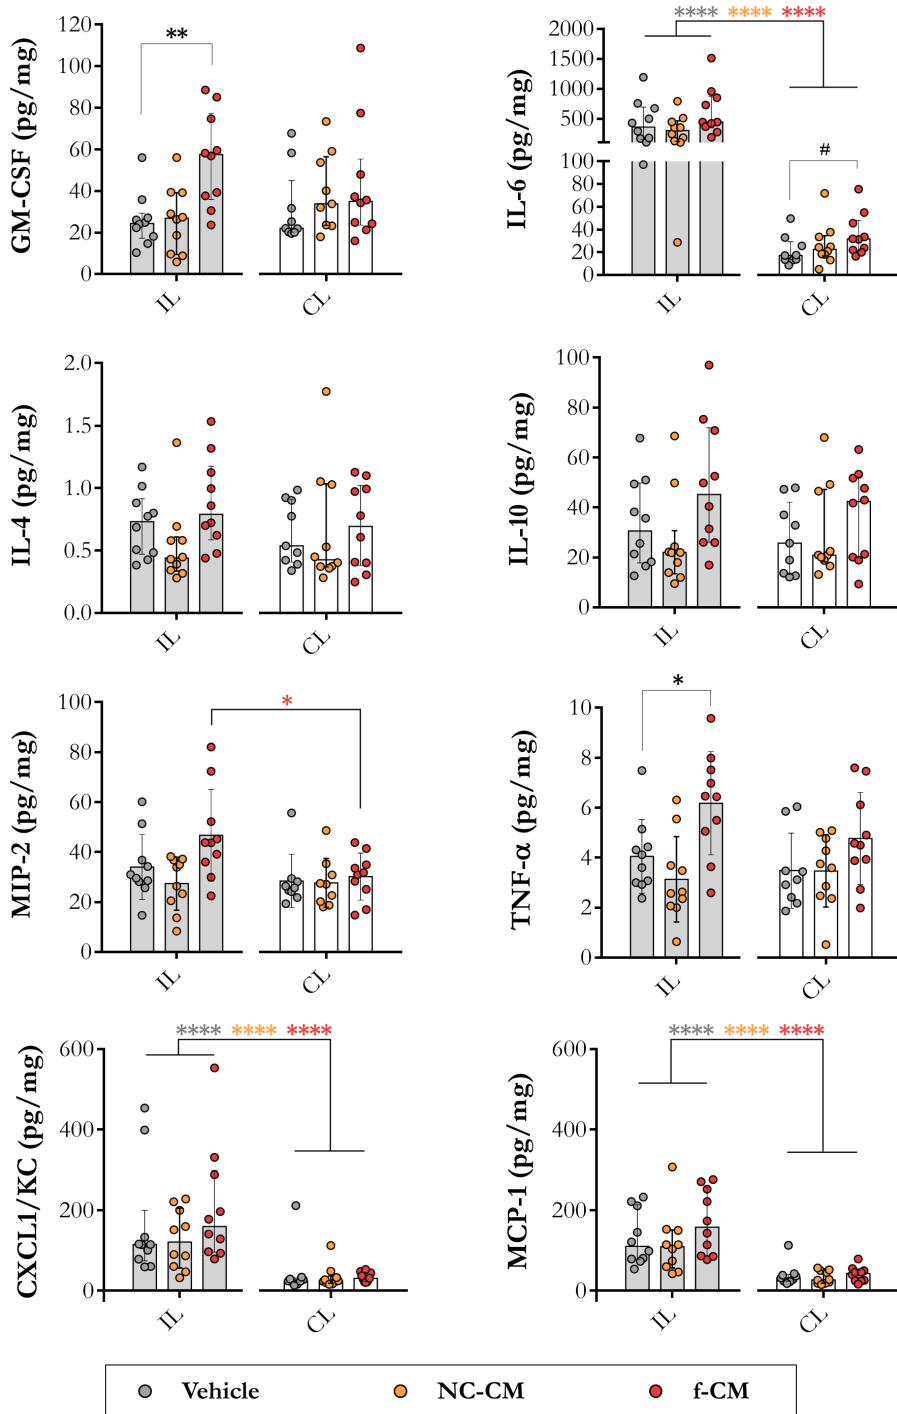 **** **** ****
**
GM-CSF (pg/mg)
120
100
80
60
40
20
0
IL
CL
IL-6 (pg/mg)
2000
1500
1000
500
100
80
60
40
20
0
#
IL
CL
IL-4 (pg/mg)
2.0
1.5
1.0
0.5
0.0
IL
CL
IL-10 (pg/mg)
100
80
60
40
20
0
IL
CL
MIP-2 (pg/mg)
100
80
60
40
20
0
*
IL
CL
TNF-α (pg/mg)
10
8
6
4
2
0
*
IL
CL
**** **** ****
CXCL1/KC (pg/mg)
600
400
200
0
IL
CL
**** **** ****
MCP-1 (pg/mg)
600
400
200
0
IL
CL
Vehicle NC-CM f-CM